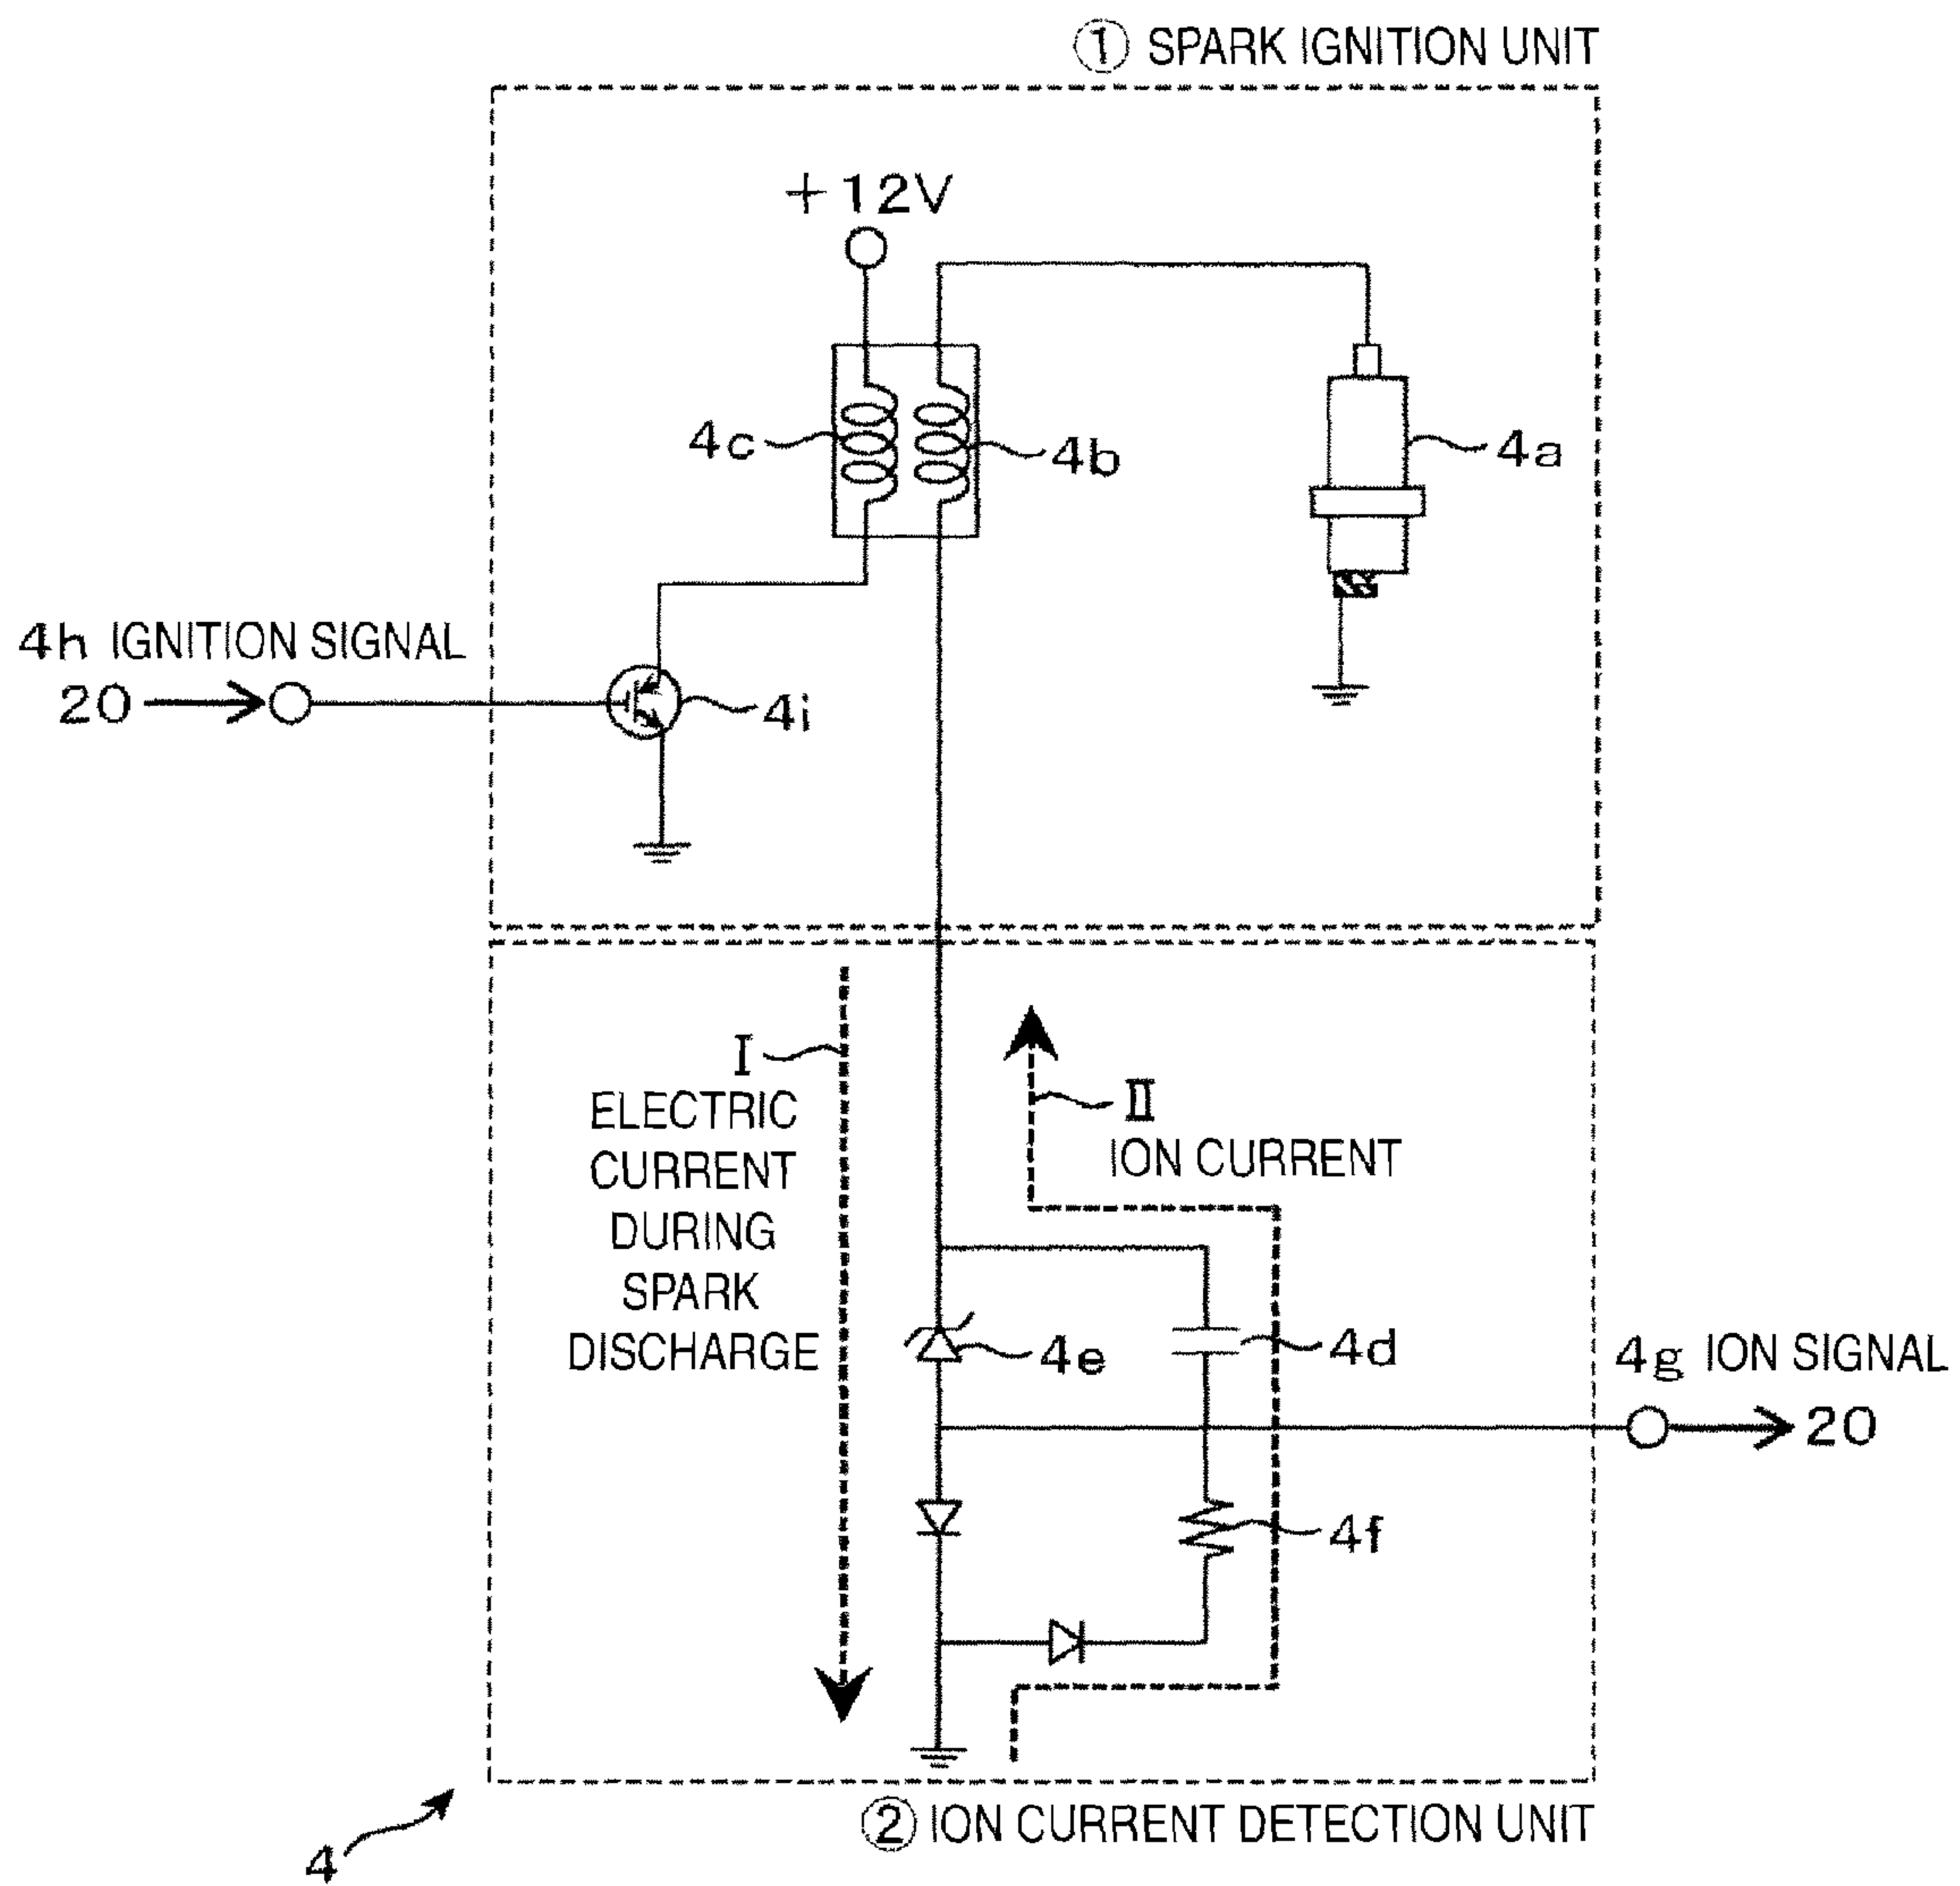 ① SPARK IGNITION UNIT
+12V
4c
4b
4a
4h IGNITION SIGNAL
20
4i
I
ELECTRIC
CURRENT
DURING
SPARK
DISCHARGE
II
ION CURRENT
4e
4d
4g ION SIGNAL
20
4f
② ION CURRENT DETECTION UNIT
4